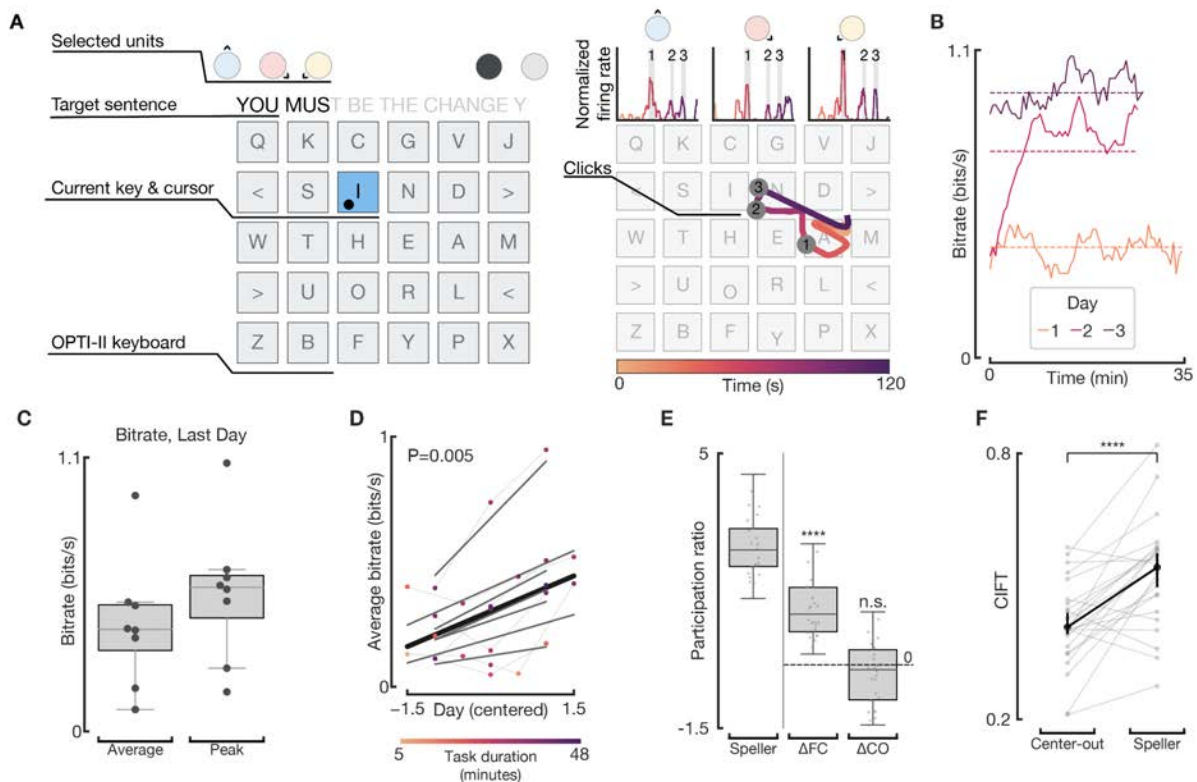 A
Selected units
Target sentence
YOU MUST BE THE CHANGE Y
Q K C G V J
Current key & cursor
< S I N D >
W T H E A M
> U O R L <
OPTI-II keyboard
Z B F Y P X
Normalized
firing rate
1 2 3
1 2 3
1 2 3
Q K C G V J
Clicks
S I N D >
W T H E A M
> U O R L <
Z B F Y P X
3
2
1
0 Time (s) 120
B
1.1
Bitrate (bits/s)
0
Day
1 2 3
0 Time (min) 35
C
Bitrate, Last Day
1.1
Bitrate (bits/s)
0
Average Peak
D
1
P=0.005
Average bitrate (bits/s)
0
−1.5 Day (centered) 1.5
5 Task duration 48
(minutes)
E
5
Participation ratio
-1.5
****
n.s.
0
Speller ΔFC ΔCO
F
0.8
****
CIFT
0.2
Center-out Speller